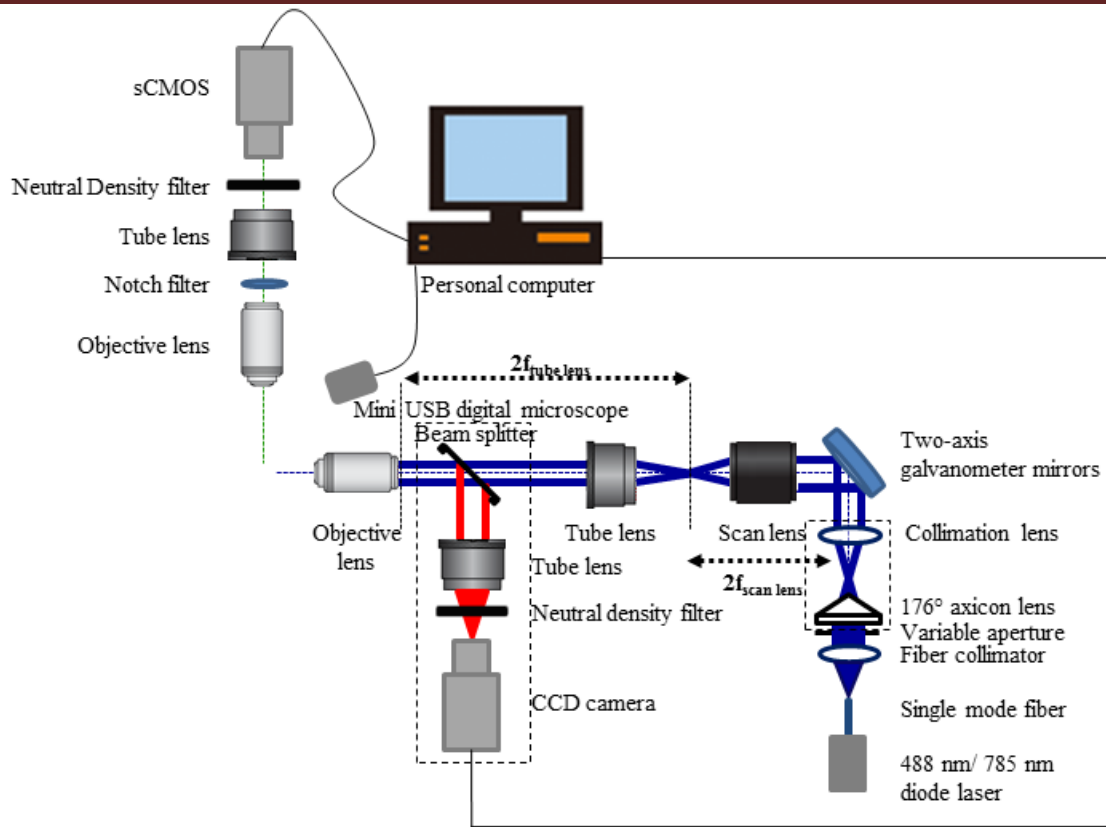 sCMOS
Neutral Density filter
Tube lens
Notch filter
Objective lens
Personal computer
2ftube lens
Mini USB digital microscope
Beam splitter
Two-axis
galvanometer mirrors
Objective
lens
Tube lens
Scan lens
Collimation lens
2fscan lens
Tube lens
Neutral density filter
176° axicon lens
Variable aperture
Fiber collimator
CCD camera
Single mode fiber
488 nm/ 785 nm
diode laser